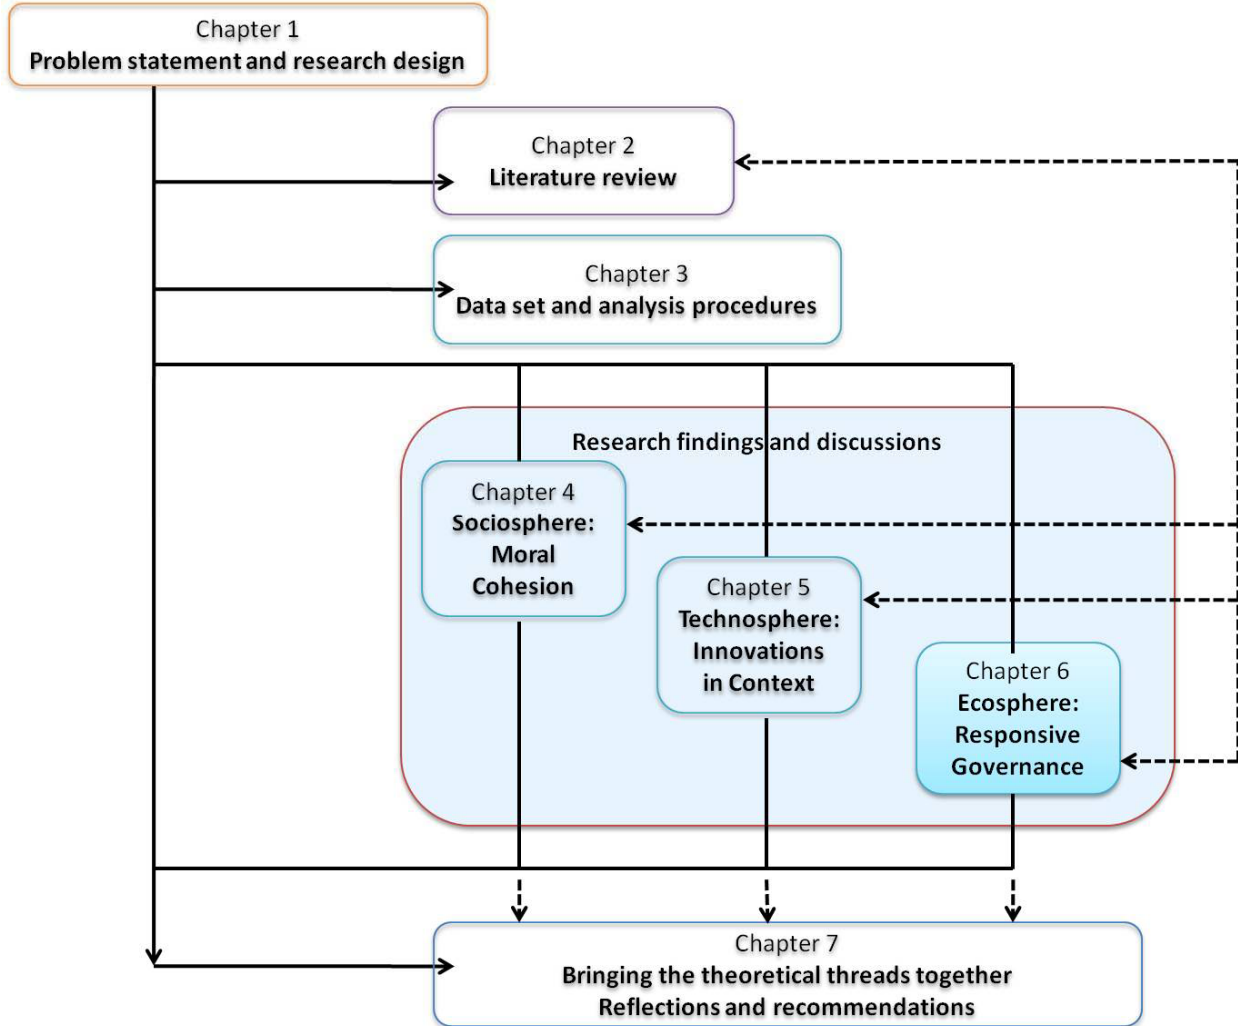 Chapter 1
Problem statement and research design
Chapter 2
Literature review
Chapter 3
Data set and analysis procedures
Research findings and discussions
Chapter 4
Sociosphere:
Moral
Cohesion
Chapter 5
Technosphere:
Innovations
in Context
Chapter 6
Ecosphere:
Responsive
Governance
Chapter 7
Bringing the theoretical threads together
Reflections and recommendations